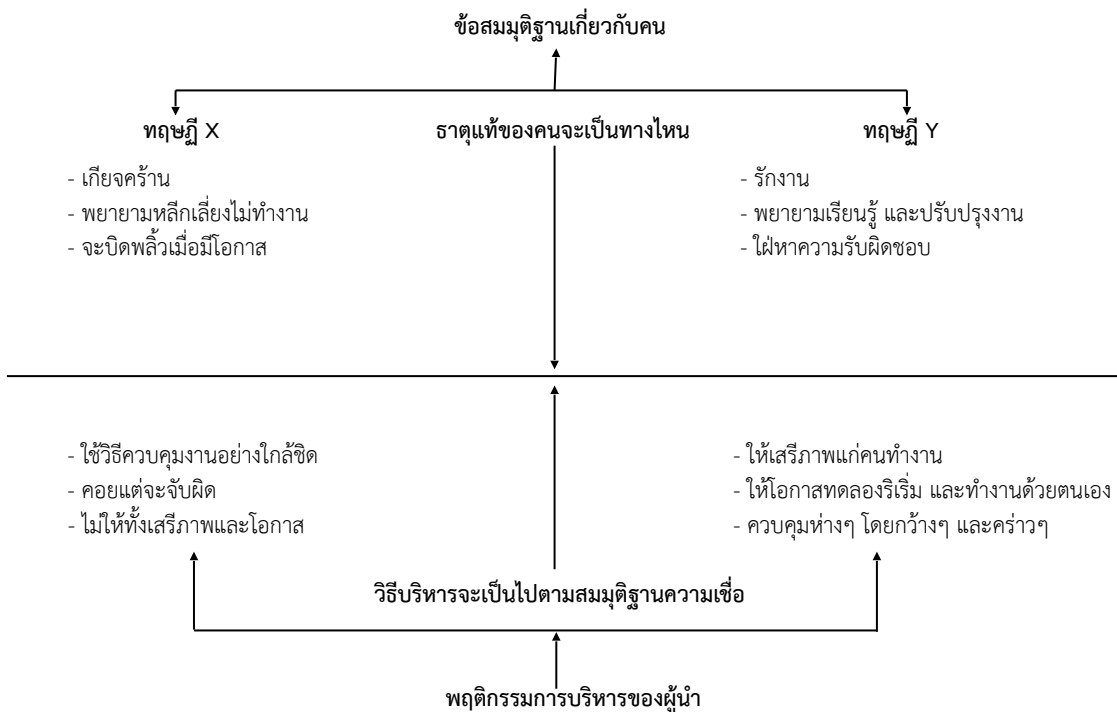 ข้อสมมุติฐานเกี่ยวกับคน
ทฤษฏี X
ธาตุแท้ของคนจะเป็นทางไหน
ทฤษฏี Y
- เกียจคร้าน
- พยายามหลีกเลี่ยงไม่ทำงาน
- จะบิดพลิ้วเมื่อมีโอกาส
- รักงาน
- พยายามเรียนรู้ และปรับปรุงงาน
- ใฝ่หาความรับผิดชอบ
- ใช้วิธีควบคุมงานอย่างใกล้ชิด
- คอยแต่จะจับผิด
- ไม่ให้ทั้งเสรีภาพและโอกาส
- ให้เสรีภาพแก่คนทำงาน
- ให้โอกาสทดลองริเริ่ม และทำงานด้วยตนเอง
- ควบคุมห่างๆ โดยกว้างๆ และคร่าวๆ
วิธีบริหารจะเป็นไปตามสมมุติฐานความเชื่อ
พฤติกรรมการบริหารของผู้นำ